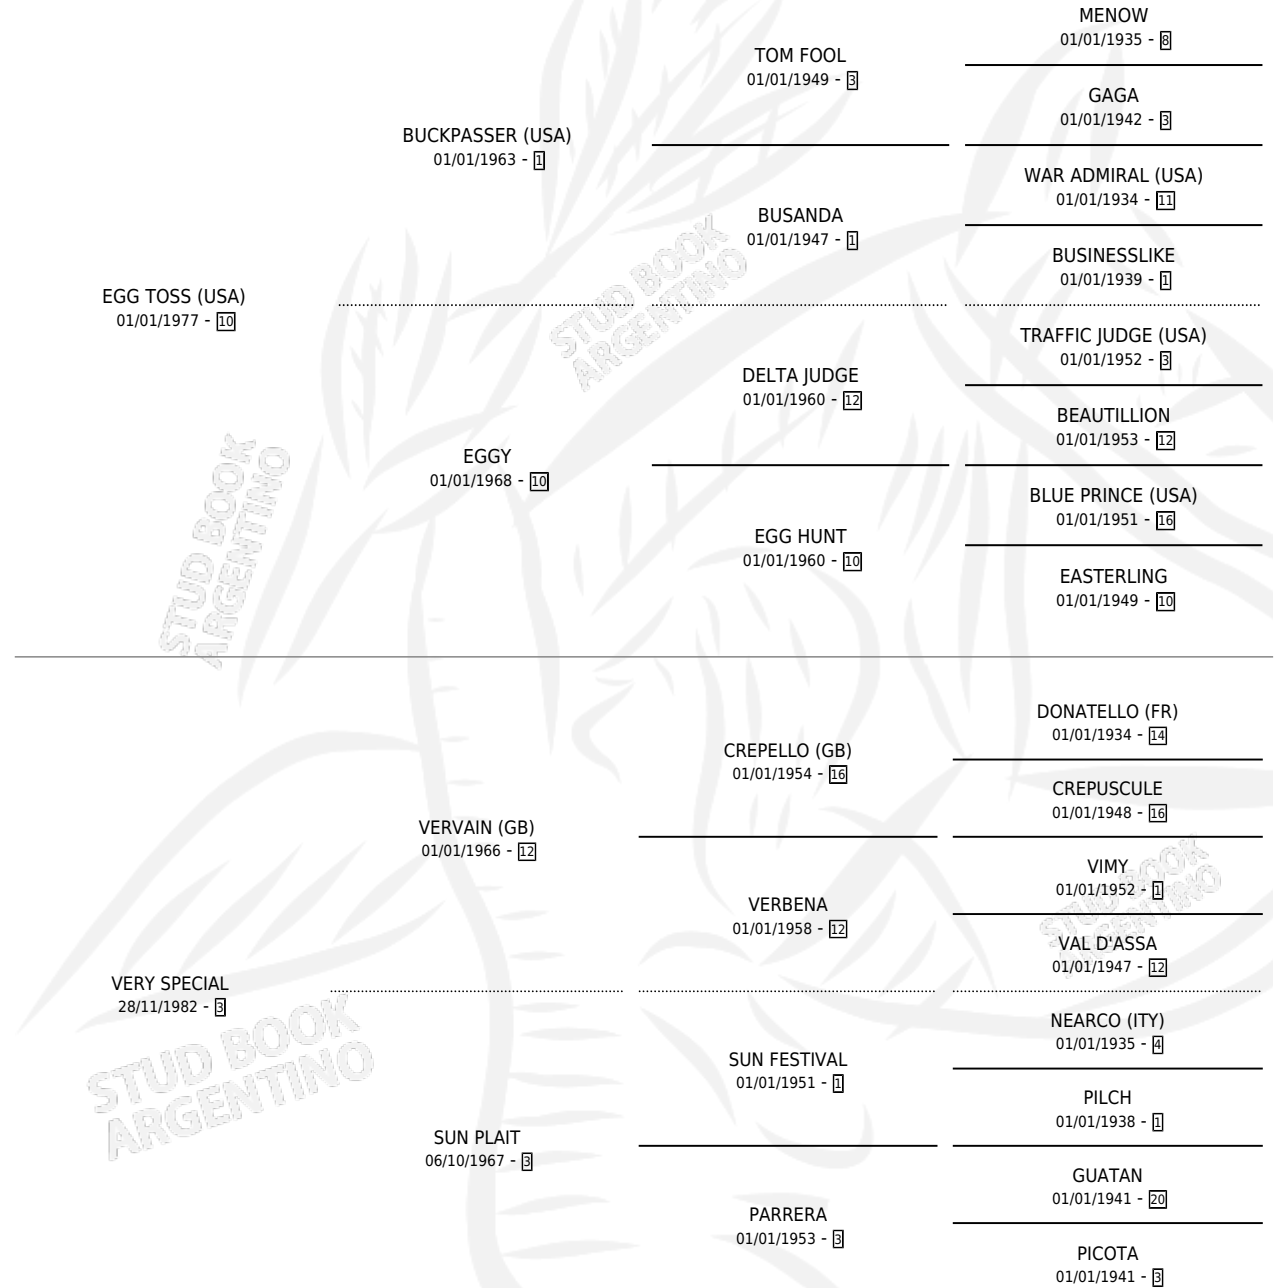 MENOW
01/01/1935 - 8
TOM FOOL
01/01/1949 - 3
GAGA
01/01/1942 - 3
BUCKPASSER (USA)
01/01/1963 - 1
WAR ADMIRAL (USA)
01/01/1934 - 11
BUSANDA
01/01/1947 - 1
BUSINESSLIKE
01/01/1939 - 1
EGG TOSS (USA)
01/01/1977 - 10
STUD BOOK
ARGENTINO
TRAFFIC JUDGE (USA)
01/01/1952 - 3
DELTA JUDGE
01/01/1960 - 12
BEAUTILLION
01/01/1953 - 12
EGGY
01/01/1968 - 10
BLUE PRINCE (USA)
01/01/1951 - 16
EGG HUNT
01/01/1960 - 10
EASTERLING
01/01/1949 - 10
STUD BOOK
ARGENTINO
DONATELLO (FR)
01/01/1934 - 14
CREPELLO (GB)
01/01/1954 - 16
CREPUSCULE
01/01/1948 - 16
VERVAIN (GB)
01/01/1966 - 12
VIMY
01/01/1952 - 1
VERBENA
01/01/1958 - 12
VAL D'ASSA
01/01/1947 - 12
STUD BOOK
ARGENTINO
VERY SPECIAL
28/11/1982 - 3
NEARCO (ITY)
01/01/1935 - 4
SUN FESTIVAL
01/01/1951 - 1
PILCH
01/01/1938 - 1
STUD BOOK
ARGENTINO
SUN PLAIT
06/10/1967 - 3
GUATAN
01/01/1941 - 20
PARRERA
01/01/1953 - 3
PICOTA
01/01/1941 - 3